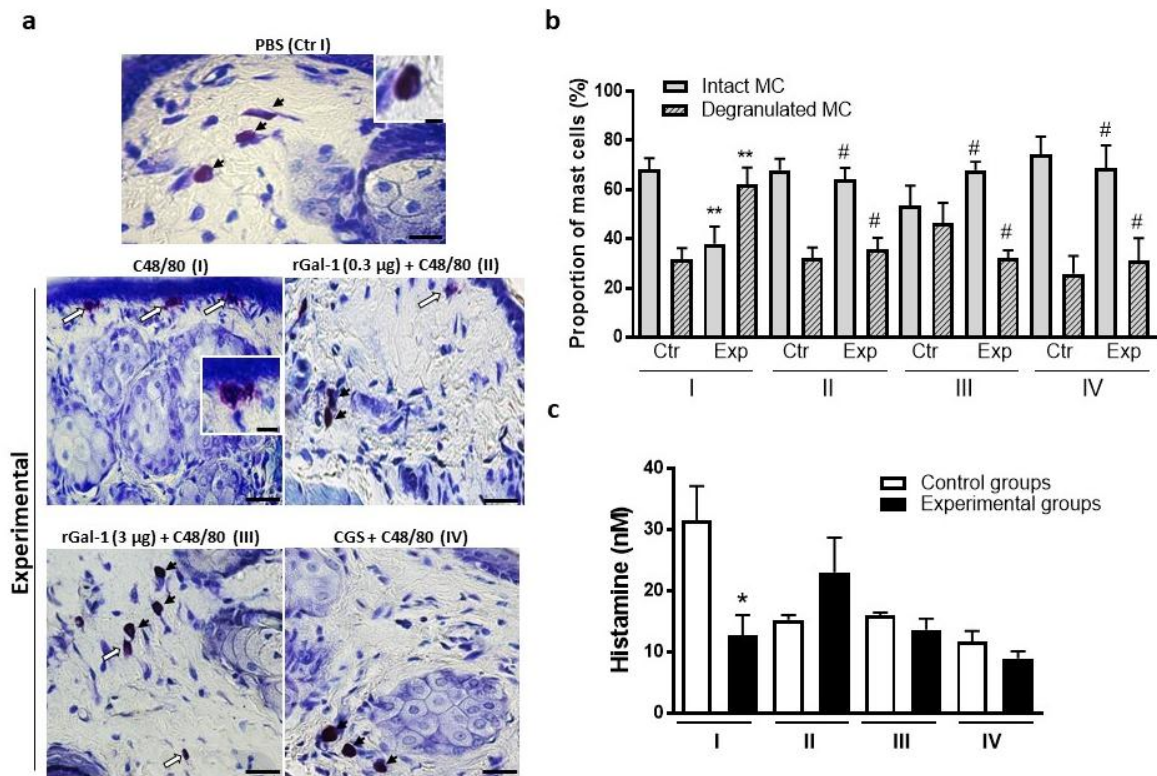 a
PBS (Ctr I)
C48/80 (I)
rGal-1 (0.3 µg) + C48/80 (II)
rGal-1 (3 µg) + C48/80 (III)
CGS + C48/80 (IV)
Experimental
b
Proportion of mast cells (%)
100
80
60
40
20
0
Intact MC
Degranulated MC
** ** # # # # # #
Ctr Exp Ctr Exp Ctr Exp Ctr Exp
I II III IV
c
Histamine (nM)
40
30
20
10
0
Control groups
Experimental groups
*
I II III IV